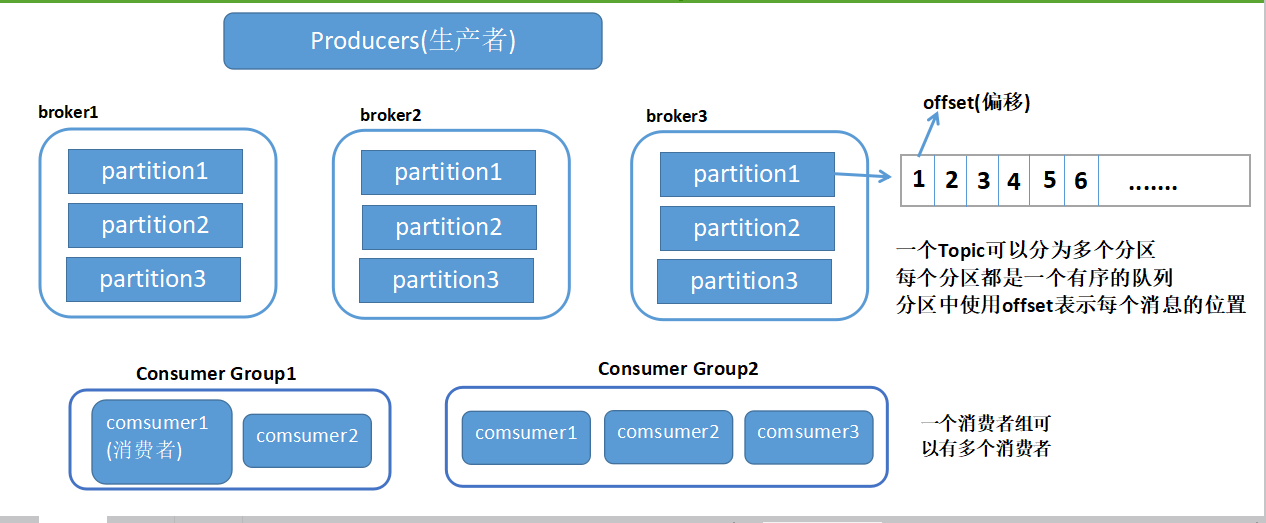 Producers(生产者)
broker1
broker2
broker3
offset(偏移)
partition1
partition2
partition3
partition1
partition2
partition3
partition1
partition2
partition3
1 2 3 4 5 6 .......
一个Topic可以分为多个分区
每个分区都是一个有序的队列
分区中使用offset表示每个消息的位置
Consumer Group1
comsumer1
(消费者)
comsumer2
Consumer Group2
comsumer1
comsumer2
comsumer3
一个消费者组可
以有多个消费者